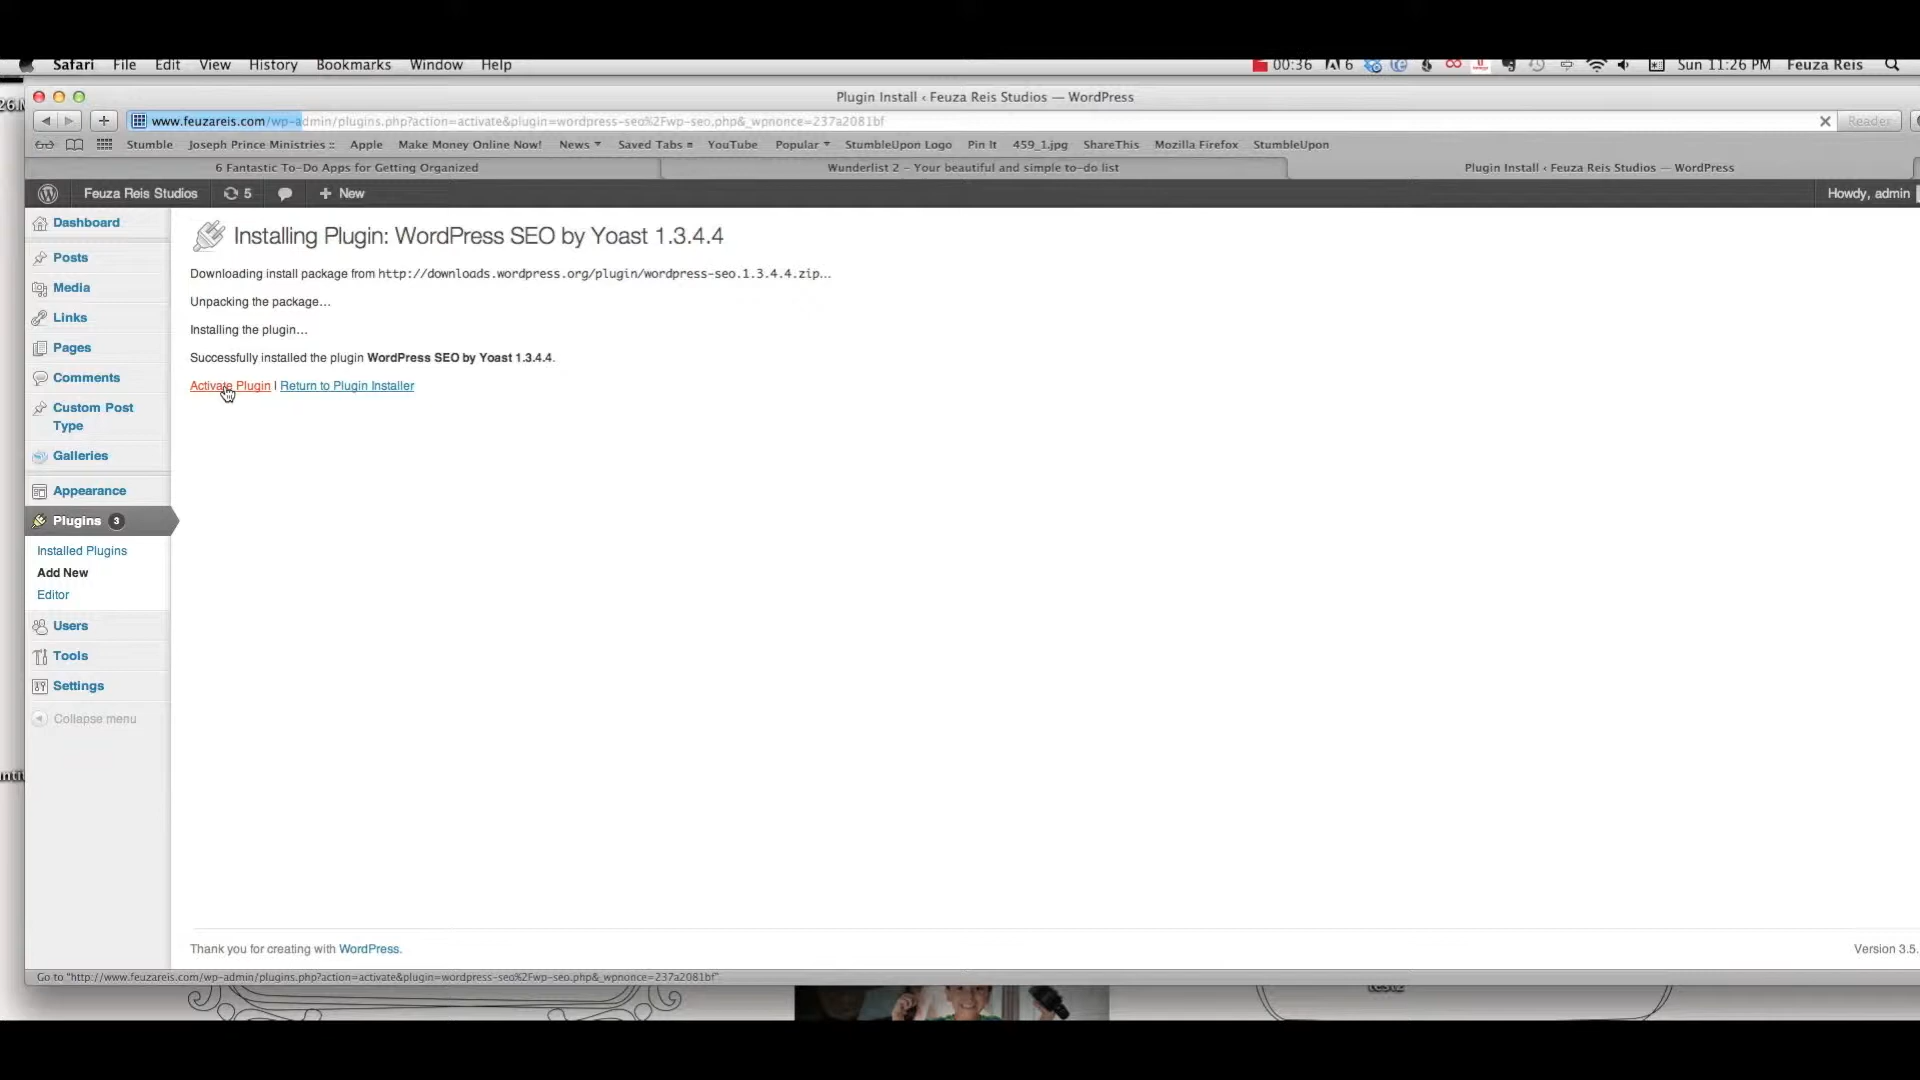 Safari File Edit View History Bookmarks Window Help 00:36 6 Sun 11:26 PM Feuza Reis
Plugin Install ‹ Feuza Reis Studios — WordPress
www.feuzareis.com/wp-admin/plugins.php?action=activate&plugin=wordpress-seo%2Fwp-seo.php&_wpnonce=237a2081bf Reader
Stumble Joseph Prince Ministries :: Apple Make Money Online Now! News Saved Tabs YouTube Popular StumbleUpon Logo Pin It 459_1.jpg ShareThis Mozilla Firefox StumbleUpon
6 Fantastic To-Do Apps for Getting Organized Wunderlist 2 – Your beautiful and simple to-do list Plugin Install ‹ Feuza Reis Studios — WordPress
Feuza Reis Studios 5 + New Howdy, admin
Dashboard
Posts
Media
Links
Pages
Comments
Custom Post
Type
Galleries
Appearance
Plugins 3
Installed Plugins
Add New
Editor
Users
Tools
Settings
Collapse menu
Installing Plugin: WordPress SEO by Yoast 1.3.4.4
Downloading install package from http://downloads.wordpress.org/plugin/wordpress-seo.1.3.4.4.zip…
Unpacking the package…
Installing the plugin…
Successfully installed the plugin WordPress SEO by Yoast 1.3.4.4.
Activate Plugin | Return to Plugin Installer
Thank you for creating with WordPress. Version 3.5.
Go to "http://www.feuzareis.com/wp-admin/plugins.php?action=activate&plugin=wordpress-seo%2Fwp-seo.php&_wpnonce=237a2081bf"